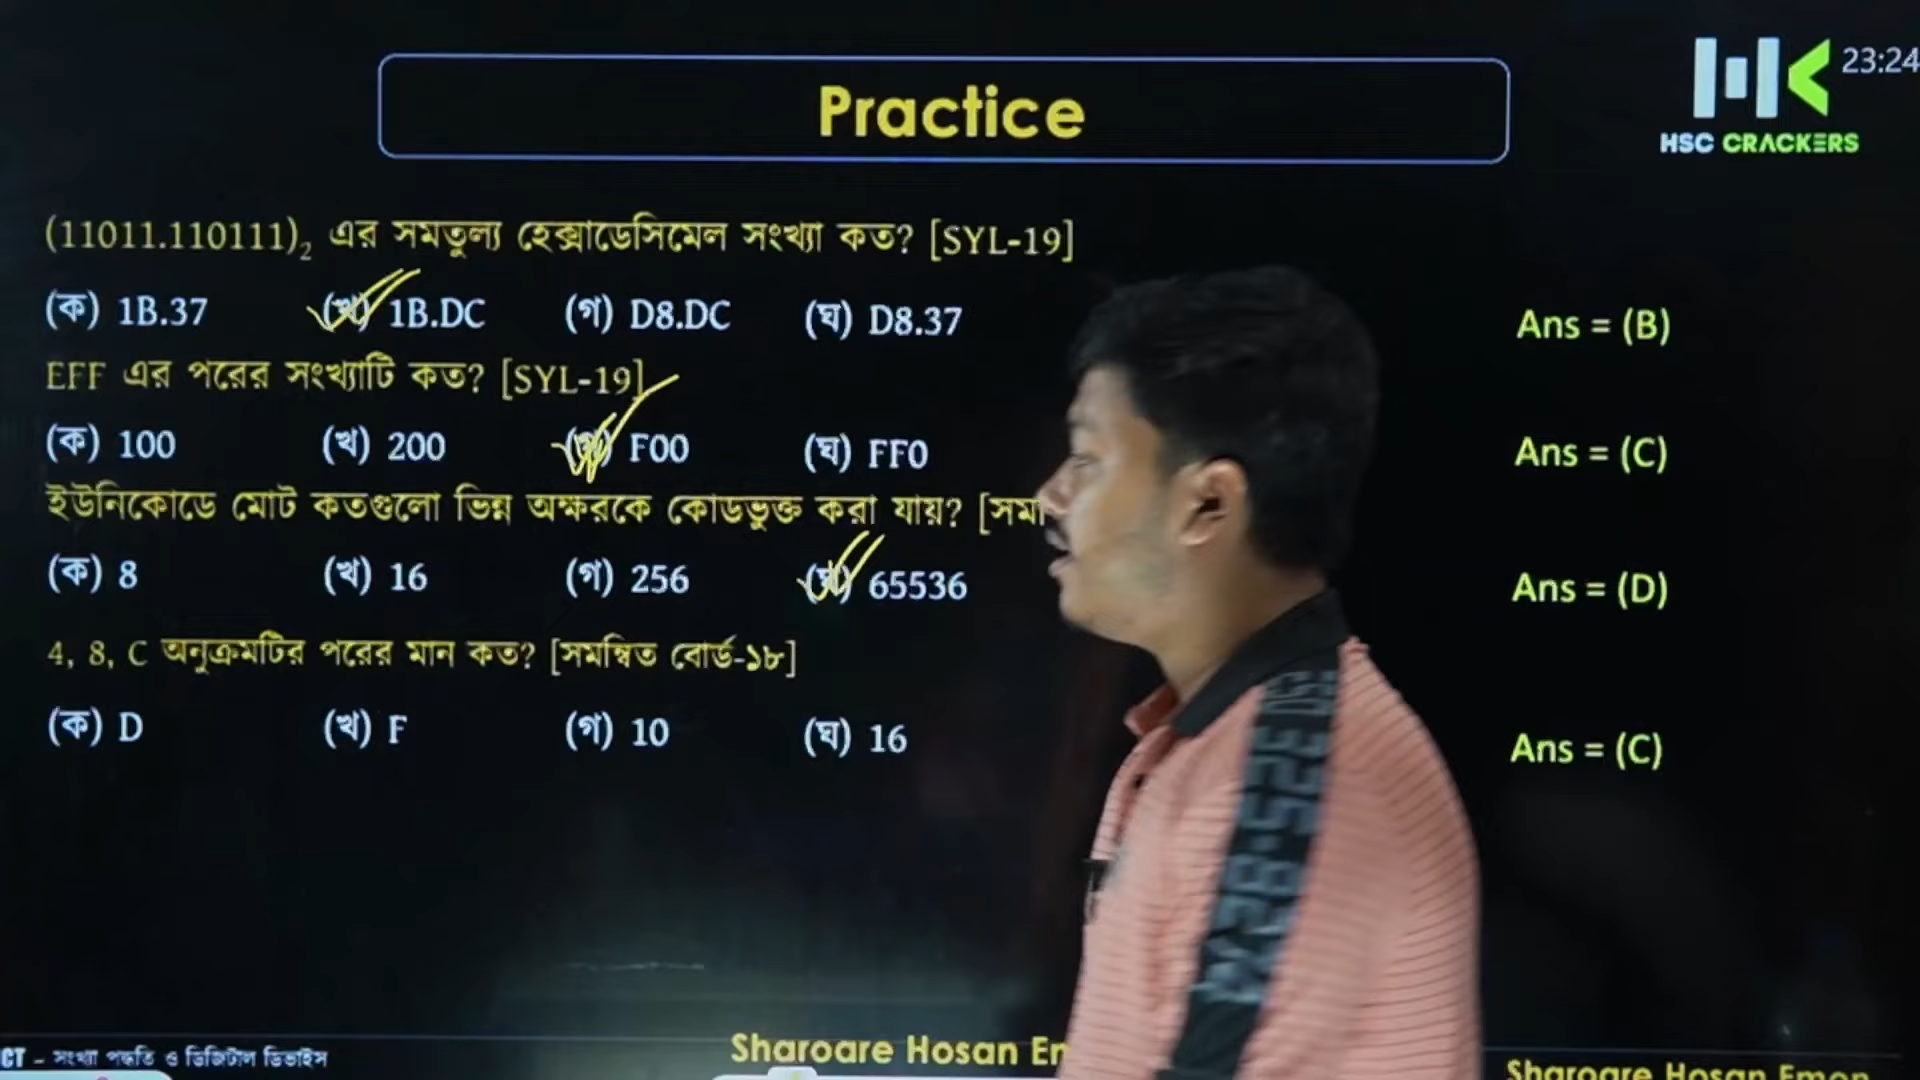 Practice
23:24
HSC CRACKERS
(11011.110111)₂ এর সমতুল্য হেক্সাডেসিমেল সংখ্যা কত? [SYL-19]
(ক) 1B.37 (খ) 1B.DC (গ) D8.DC (ঘ) D8.37 Ans = (B)
EFF এর পরের সংখ্যাটি কত? [SYL-19]
(ক) 100 (খ) 200 (গ) F00 (ঘ) FF0 Ans = (C)
ইউনিকোডে মোট কতগুলো ভিন্ন অক্ষরকে কোডভুক্ত করা যায়?
(ক) 8 (খ) 16 (গ) 256 (ঘ) 65536 Ans = (D)
4, 8, C অনুক্রমটির পরের মান কত? [সমন্বিত বোর্ড-১৮]
(ক) D (খ) F (গ) 10 (ঘ) 16 Ans = (C)
CT – সংখ্যা পদ্ধতি ও ডিজিটাল ডিভাইস
Sharoare Hosan
Sharoare Hosan Emon